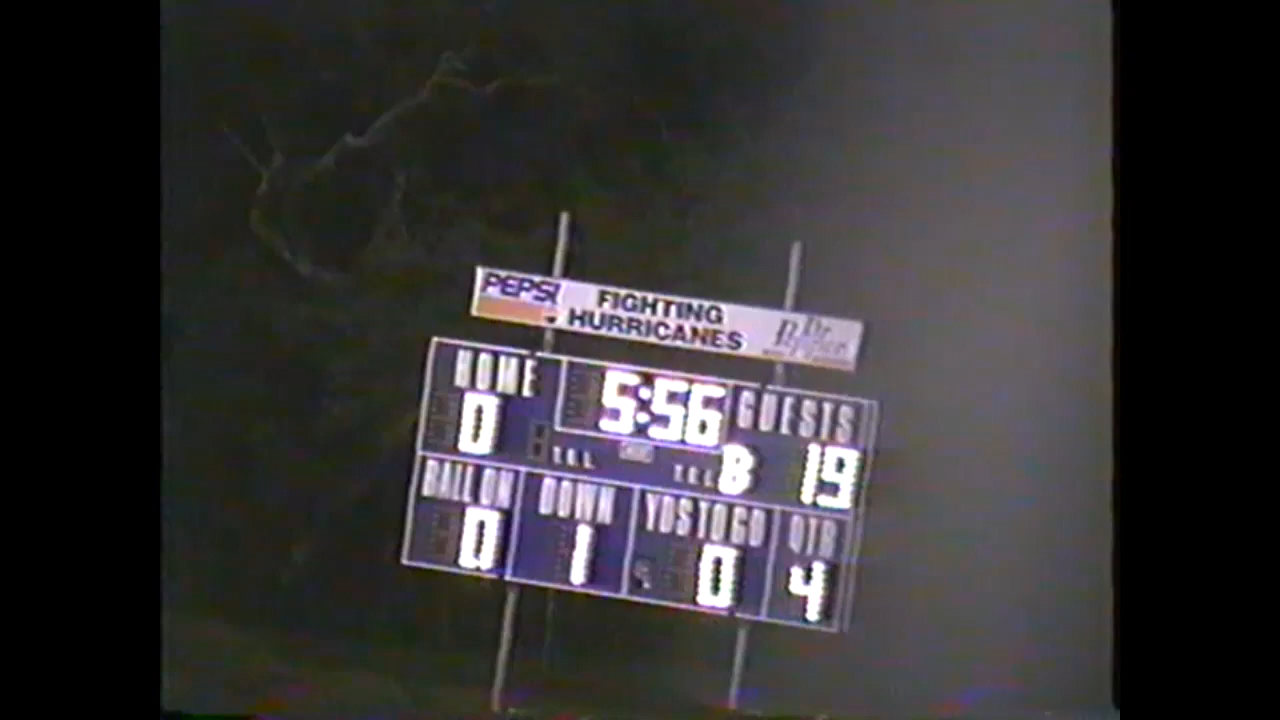 PEPSI
FIGHTING
HURRICANES
Dr
Pepper
HOME
5:56
GUESTS
0
T.O.L
T.O.L
8
19
BALL ON
DOWN
YDS TO GO
QTR
0
1
0
4